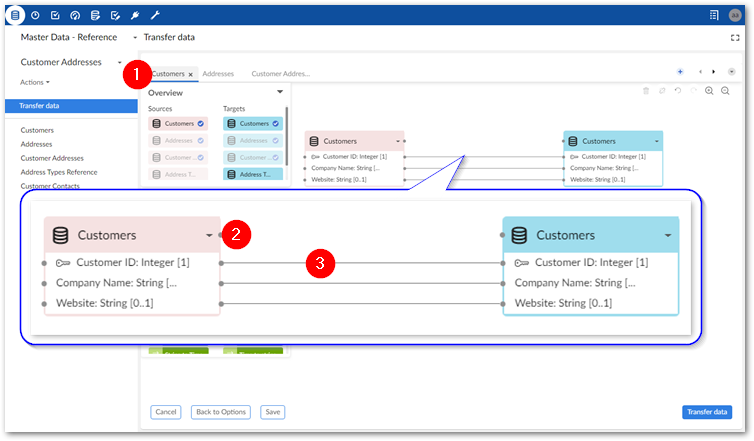 Master Data - Reference
Transfer data
Customer Addresses
Actions
Transfer data
Customers
Addresses
Customer Addresses
Address Types Reference
Customer Contacts
1
Customers ×
Addresses
Customer Addres...
Overview
Sources
Targets
Customers
Customers
Addresses
Addresses
Customer ...
Customer ...
Address T...
Address T...
Customers
Customer ID: Integer [1]
Company Name: String [...
Website: String [0..1]
Customers
Customer ID: Integer [1]
Company Name: String [...
Website: String [0..1]
Customers
2
Customer ID: Integer [1]
Company Name: String [...
Website: String [0..1]
3
Customers
Customer ID: Integer [1]
Company Name: String [...
Website: String [0..1]
Cancel
Back to Options
Save
Transfer data